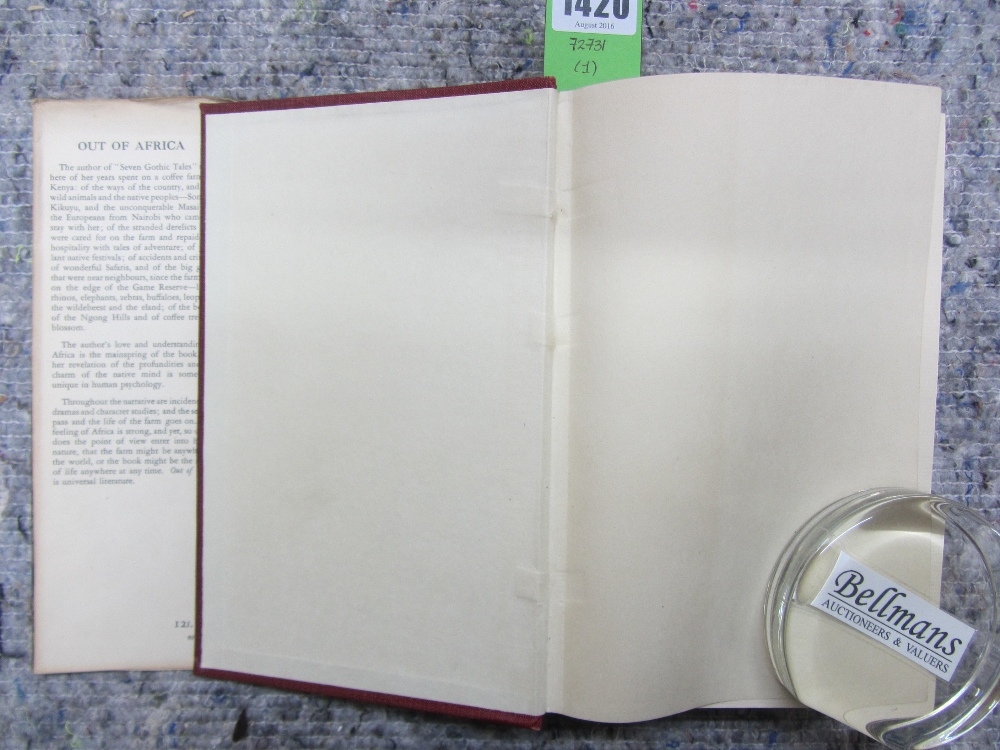 1420
August 2016
72731
(1)
OUT OF AFRICA
The author of "Seven Gothic Tales"
here of her years spent on a coffee farm
Kenya: of the ways of the country, and
wild animals and the native peoples—
Kikuyu, and the unconquerable Masai
the Europeans from Nairobi who came
stay with her; of the stranded derelicts
were cared for on the farm and repaid
hospitality with tales of adventure; of
lant native festivals; of accidents and
of wonderful Safaris, and of the big
that were near neighbours, since the farm
on the edge of the Game Reserve—
rhinos, elephants, zebras, buffaloes, leop
the wildebeest and the eland; of the
of the Ngong Hills and of coffee
blossom.
The author's love and understandin
Africa is the mainspring of the book,
her revelation of the profundities and
charm of the native mind is some
unique in human psychology.
Throughout the narrative are inciden
dramas and character studies; and the
pass and the life of the farm goes on.
feeling of Africa is strong, and yet, so
does the point of view enter into
nature, that the farm might be anywh
the world, or the book might be the
of life anywhere at any time. Out of
is universal literature.
12s.
Bellmans
AUCTIONEERS & VALUERS